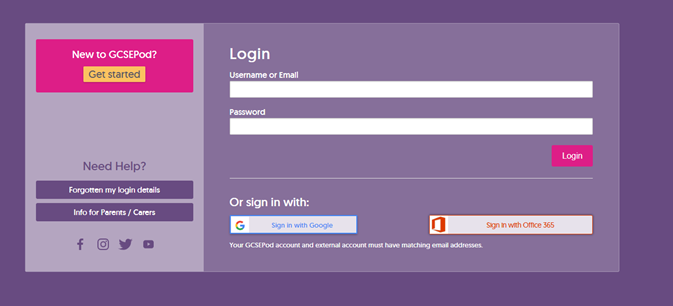 New to GCSEPod?
Get started
Need Help?
Forgotten my login details
Info for Parents / Carers
Login
Username or Email
Password
Login
Or sign in with:
Sign in with Google
Sign in with Office 365
Your GCSEPod account and external account must have matching email addresses.